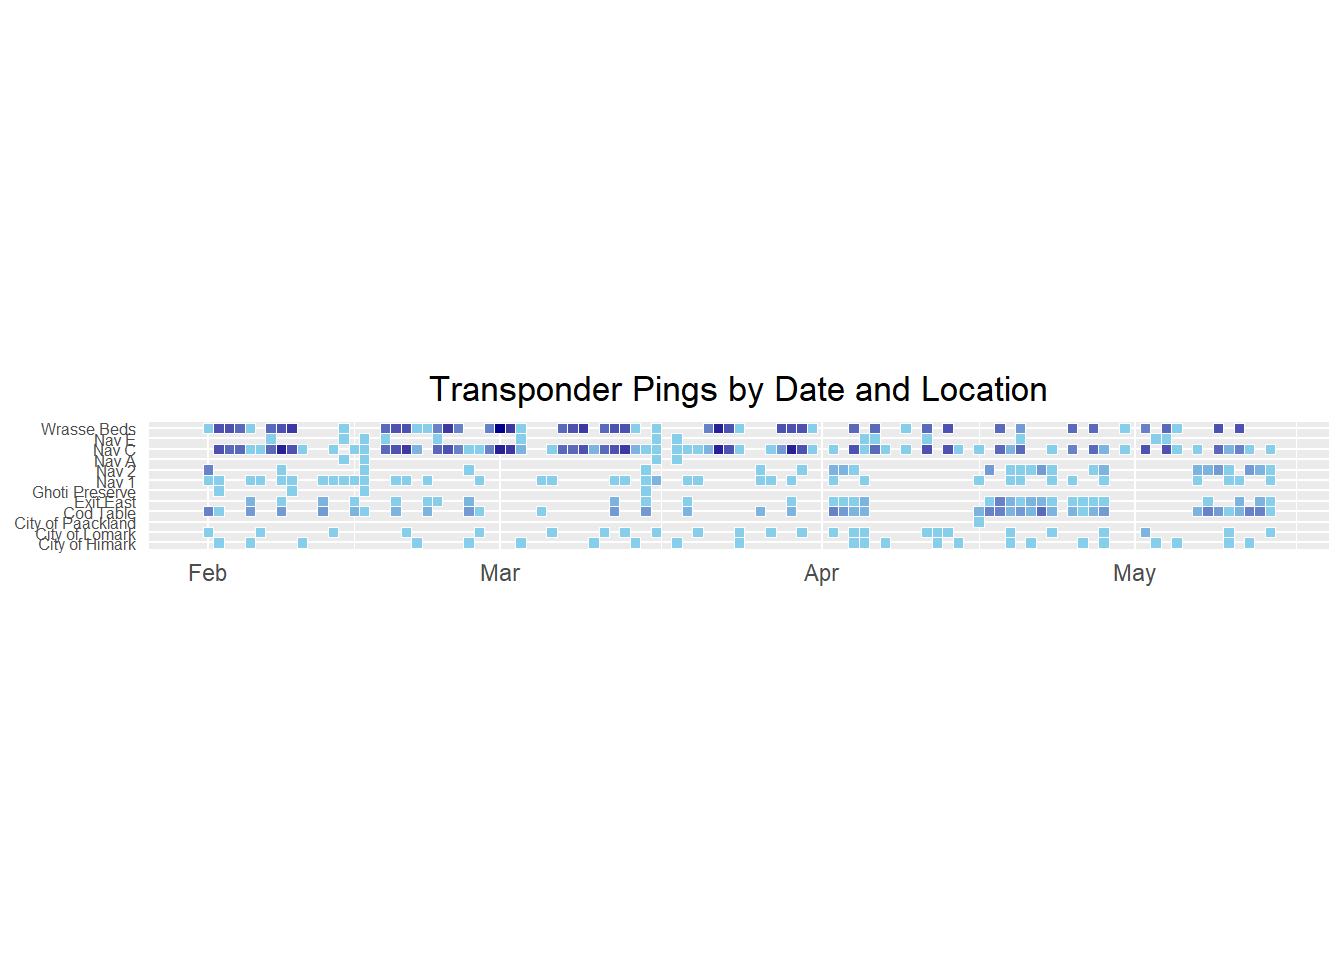 Transponder Pings by Date and Location
Wrasse Beds
Nav E
Nav C
Nav A
Nav 2
Nav 1
Ghoti Preserve
Exit East
Cod Table
City of Paackland
City of Lomark
City of Himark
Feb Mar Apr May